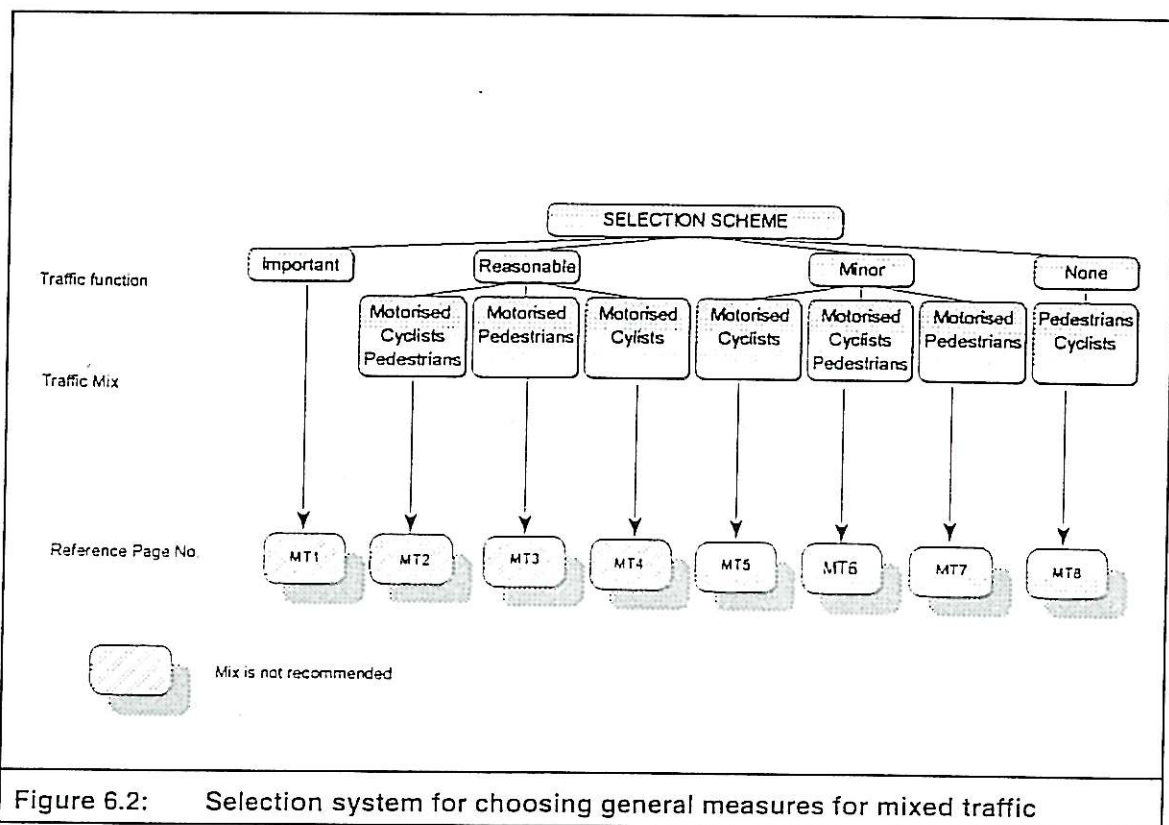 SELECTION SCHEME
Traffic function
Important
Reasonable
Minor
None
Traffic Mix
Motorised
Cyclists
Pedestrians
Motorised
Pedestrians
Motorised
Cylists
Motorised
Cyclists
Motorised
Cyclists
Pedestrians
Motorised
Pedestrians
Pedestrians
Cyclists
Reference Page No.
MT1
MT2
MT3
MT4
MT5
MT6
MT7
MT8
Mix is not recommended
Figure 6.2: Selection system for choosing general measures for mixed traffic